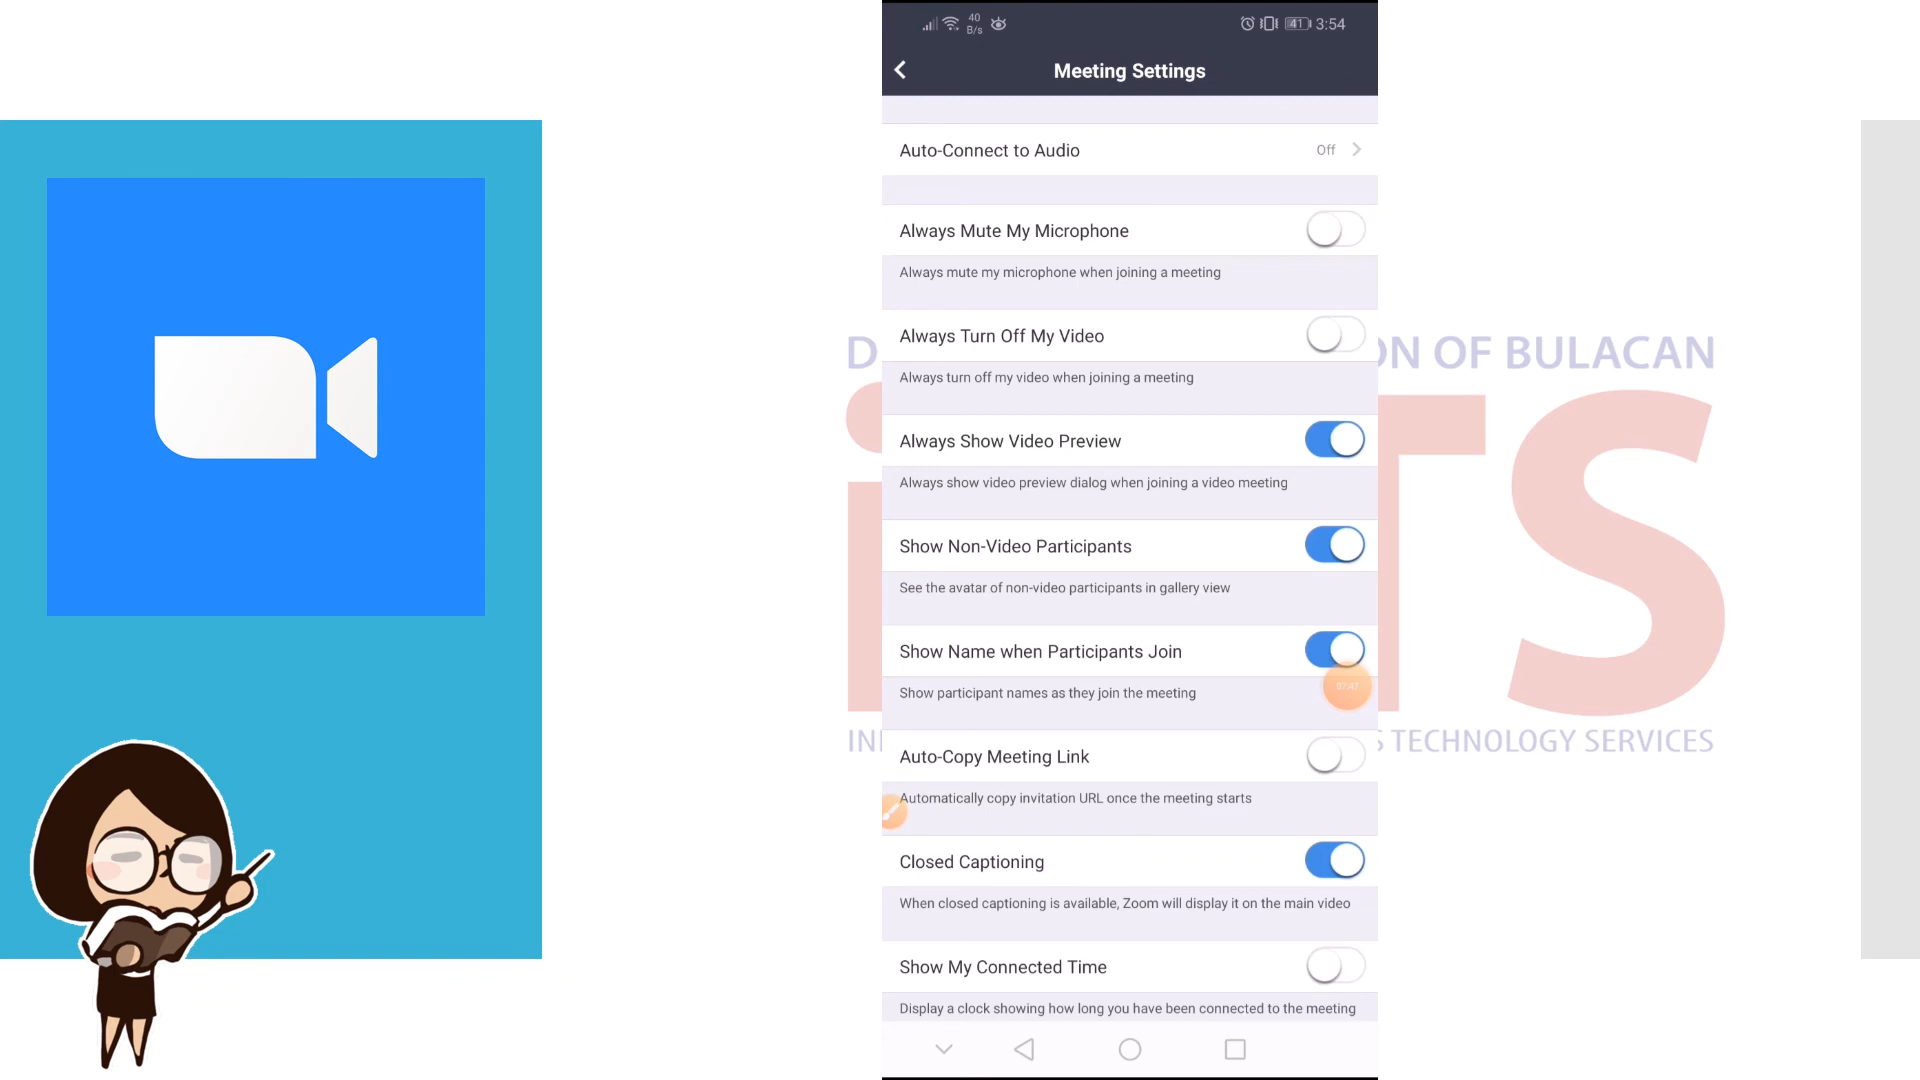 40
B/s
41
3:54
Meeting Settings
Auto-Connect to Audio
Off
Always Mute My Microphone
Always mute my microphone when joining a meeting
Always Turn Off My Video
Always turn off my video when joining a meeting
Always Show Video Preview
Always show video preview dialog when joining a video meeting
Show Non-Video Participants
See the avatar of non-video participants in gallery view
Show Name when Participants Join
Show participant names as they join the meeting
07:47
Auto-Copy Meeting Link
Automatically copy invitation URL once the meeting starts
Closed Captioning
When closed captioning is available, Zoom will display it on the main video
Show My Connected Time
Display a clock showing how long you have been connected to the meeting
OF BULACAN
TS
TECHNOLOGY SERVICES